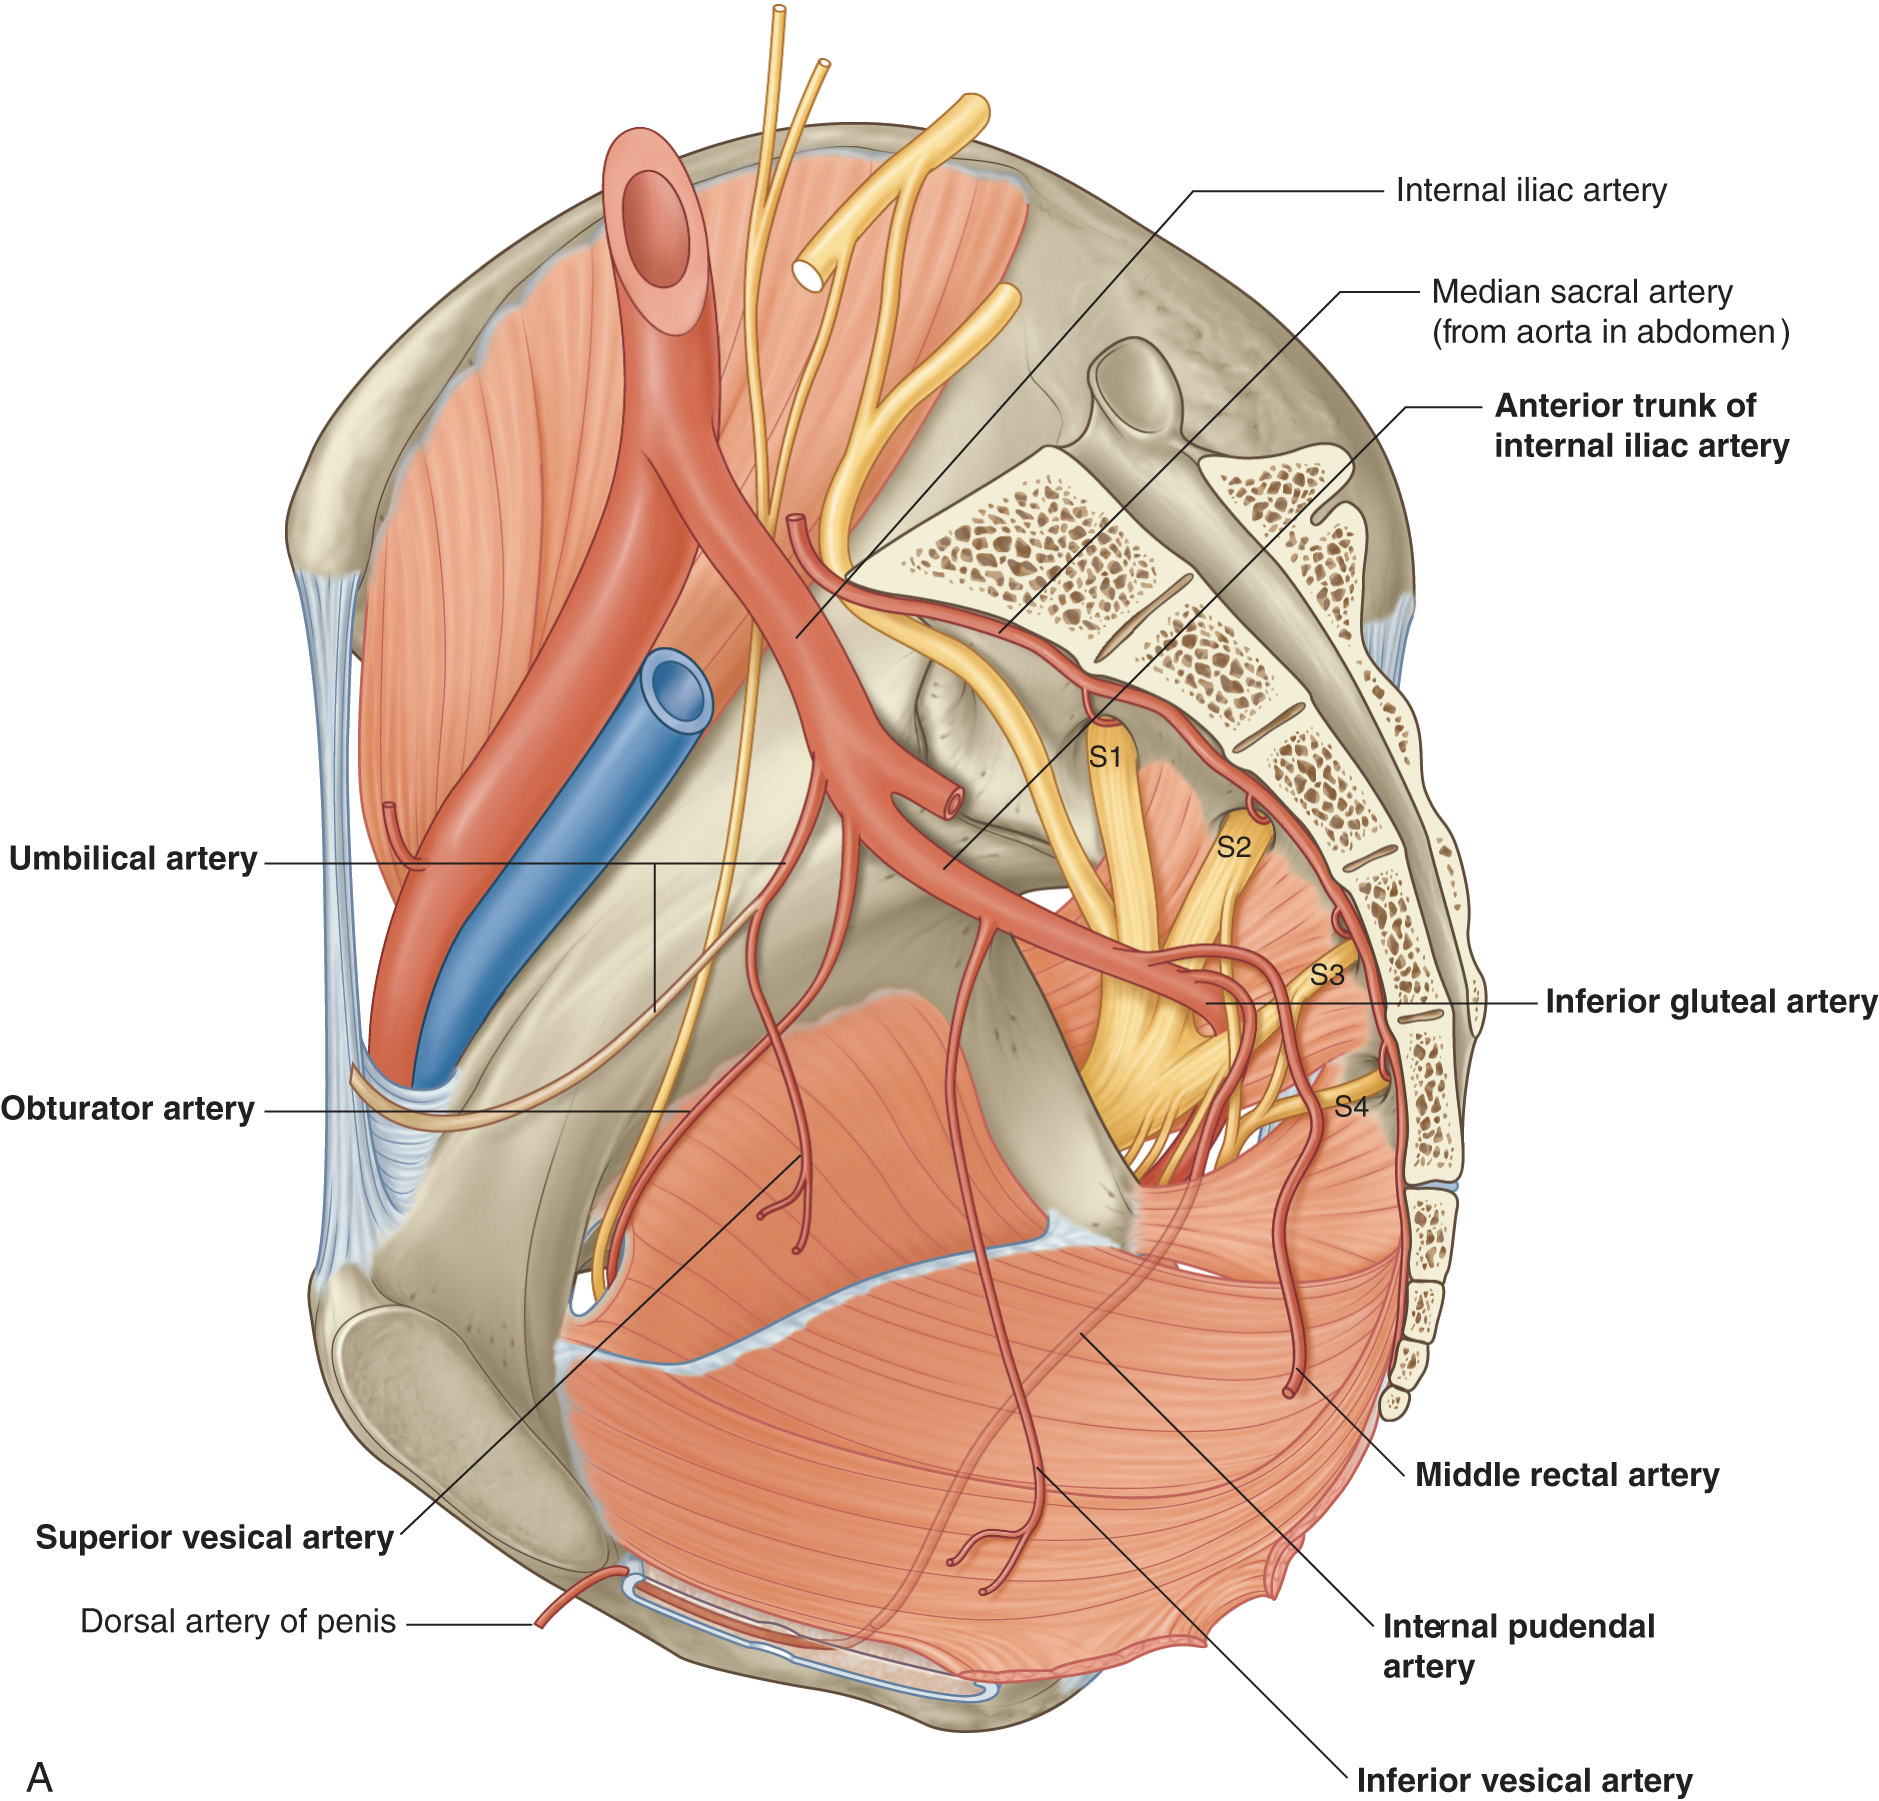 Internal iliac artery
Median sacral artery
(from aorta in abdomen)
Anterior trunk of
internal iliac artery
S1
S2
Umbilical artery
S3
Inferior gluteal artery
Obturator artery
S4
Middle rectal artery
Superior vesical artery
Dorsal artery of penis
Internal pudendal
artery
A
Inferior vesical artery